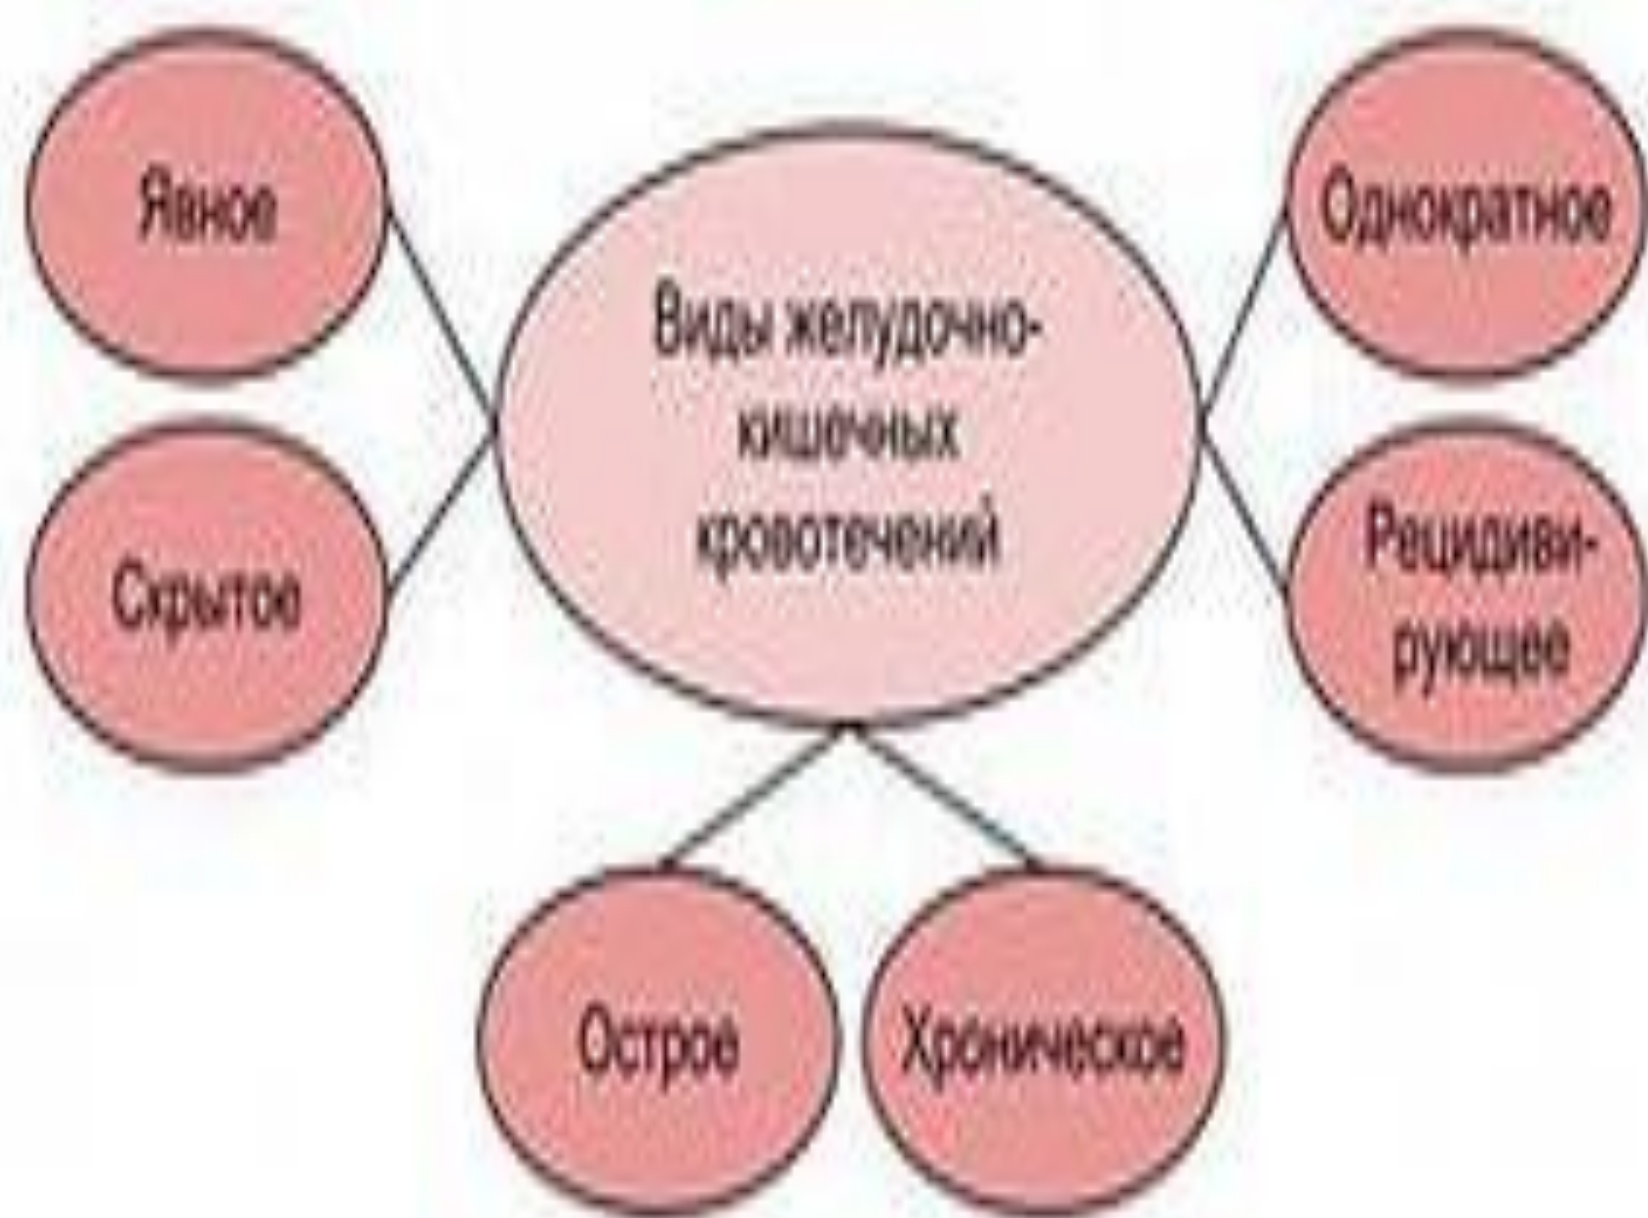 Явное
Однократное
Виды желудочно-
кишечных
кровотечений
Скрытое
Рецидиви-
рующее
Острое
Хроническое